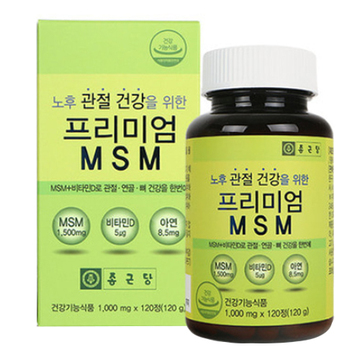 건강
기능식품
노후 관절 건강을 위한
프리미엄
MSM
MSM+비타민D로 관절·연골·뼈 건강을 한번에
MSM
1,500mg
비타민D
5㎍
아연
8.5mg
종근당
건강기능식품 1,000 mg x 120정(120 g)
노후 관절 건강을 위한
프리미엄
MSM
MSM+비타민D로 관절·연골·뼈 건강을 한번에
MSM
1,500mg
비타민D
5㎍
아연
8.5mg
종근당
건강기능식품
1,000 mg x 120정(120 g)